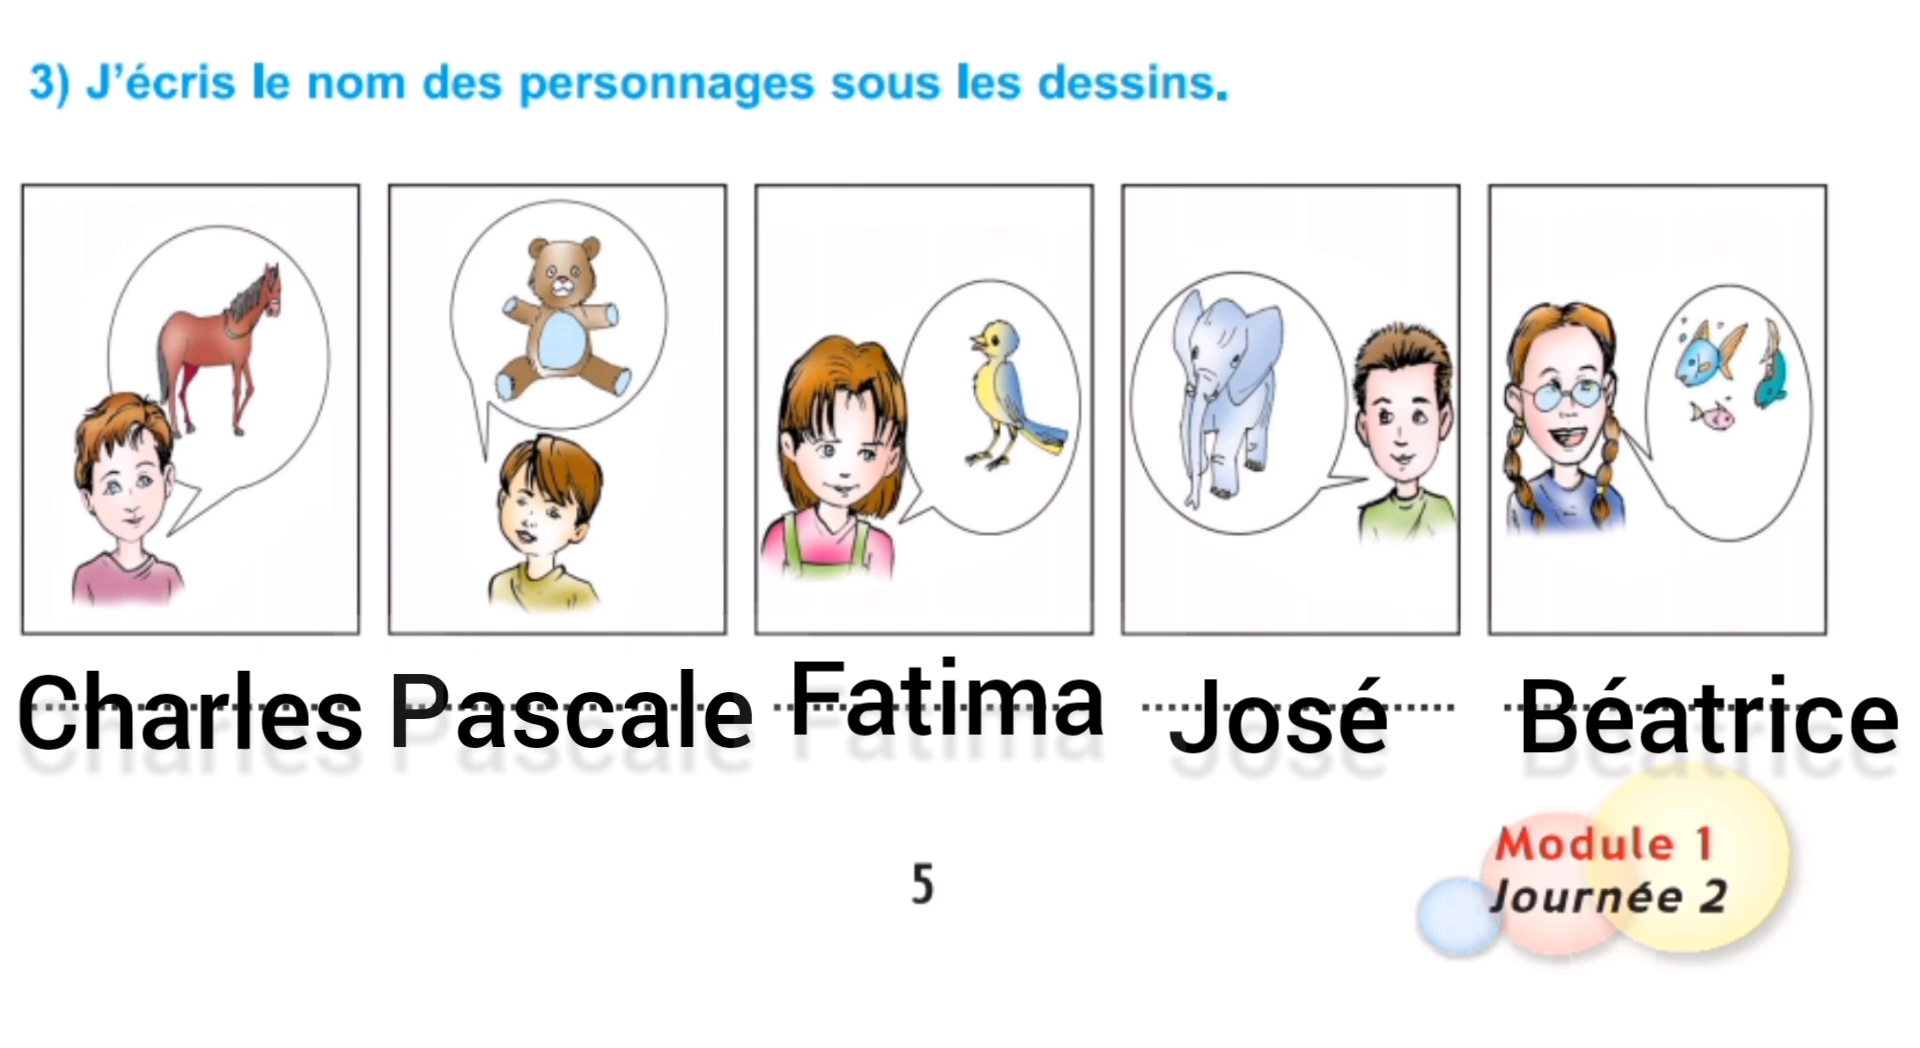 3) J'écris le nom des personnages sous les dessins.
Charles Pascale Fatima José Béatrice
5
Module 1
Journée 2